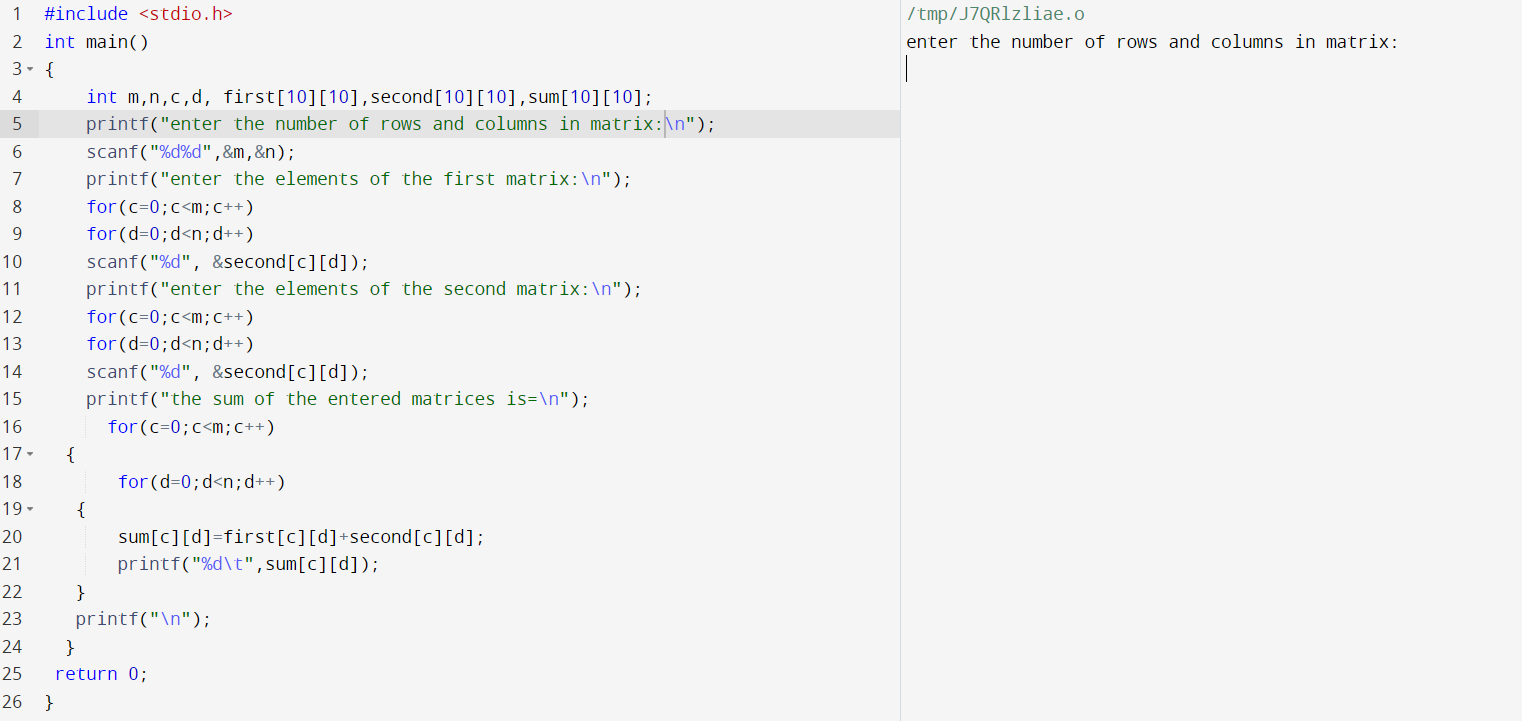 1 #include <stdio.h>
2 int main()
3 {
4 int m,n,c,d, first[10][10],second[10][10],sum[10][10];
5 printf("enter the number of rows and columns in matrix:\n");
6 scanf("%d%d",&m,&n);
7 printf("enter the elements of the first matrix:\n");
8 for(c=0;c<m;c++)
9 for(d=0;d<n;d++)
10 scanf("%d", &second[c][d]);
11 printf("enter the elements of the second matrix:\n");
12 for(c=0;c<m;c++)
13 for(d=0;d<n;d++)
14 scanf("%d", &second[c][d]);
15 printf("the sum of the entered matrices is=\n");
16 for(c=0;c<m;c++)
17 {
18 for(d=0;d<n;d++)
19 {
20 sum[c][d]=first[c][d]+second[c][d];
21 printf("%d\t",sum[c][d]);
22 }
23 printf("\n");
24 }
25 return 0;
26 }
/tmp/J7QRlzliae.o
enter the number of rows and columns in matrix: